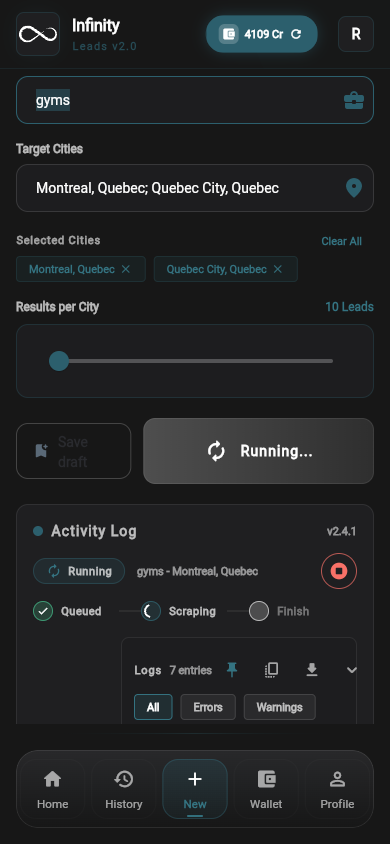 Infinity
Leads v2.0
4109 Cr
R
gyms
Target Cities
Montreal, Quebec; Quebec City, Quebec
Selected Cities
Clear All
Montreal, Quebec ×
Quebec City, Quebec ×
Results per City
10 Leads
Save
draft
Running...
Activity Log
v2.4.1
Running
gyms - Montreal, Quebec
Queued
Scraping
Finish
Logs
7 entries
All
Errors
Warnings
Home
History
New
Wallet
Profile